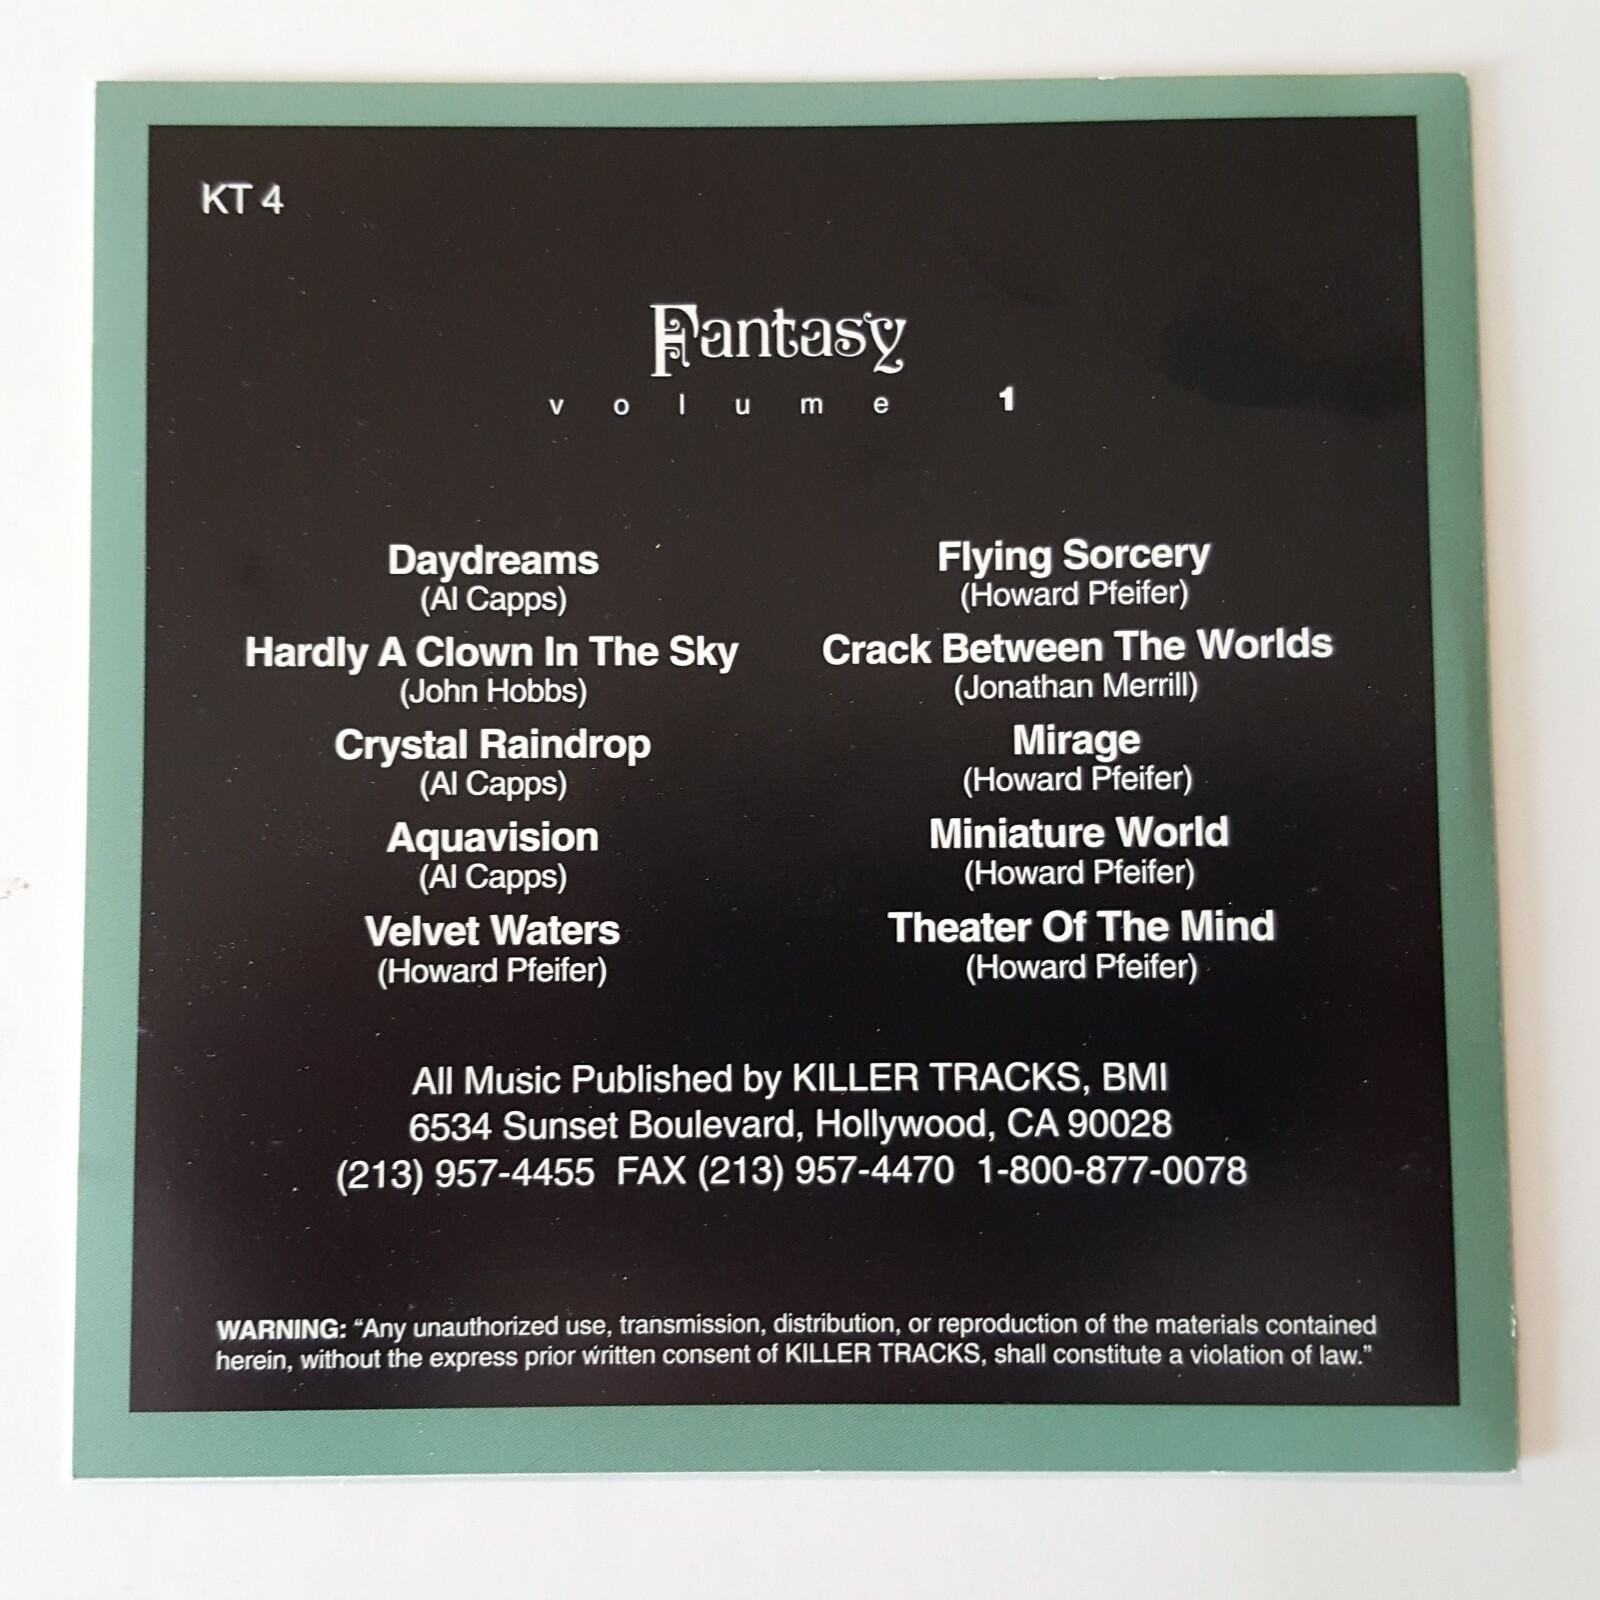 KT 4
Fantasy
volume 1
Daydreams
(Al Capps)
Hardly A Clown In The Sky
(John Hobbs)
Crystal Raindrop
(Al Capps)
Aquavision
(Al Capps)
Velvet Waters
(Howard Pfeifer)
Flying Sorcery
(Howard Pfeifer)
Crack Between The Worlds
(Jonathan Merrill)
Mirage
(Howard Pfeifer)
Miniature World
(Howard Pfeifer)
Theater Of The Mind
(Howard Pfeifer)
All Music Published by KILLER TRACKS, BMI
6534 Sunset Boulevard, Hollywood, CA 90028
(213) 957-4455 FAX (213) 957-4470 1-800-877-0078
WARNING: “Any unauthorized use, transmission, distribution, or reproduction of the materials contained
herein, without the express prior written consent of KILLER TRACKS, shall constitute a violation of law.”